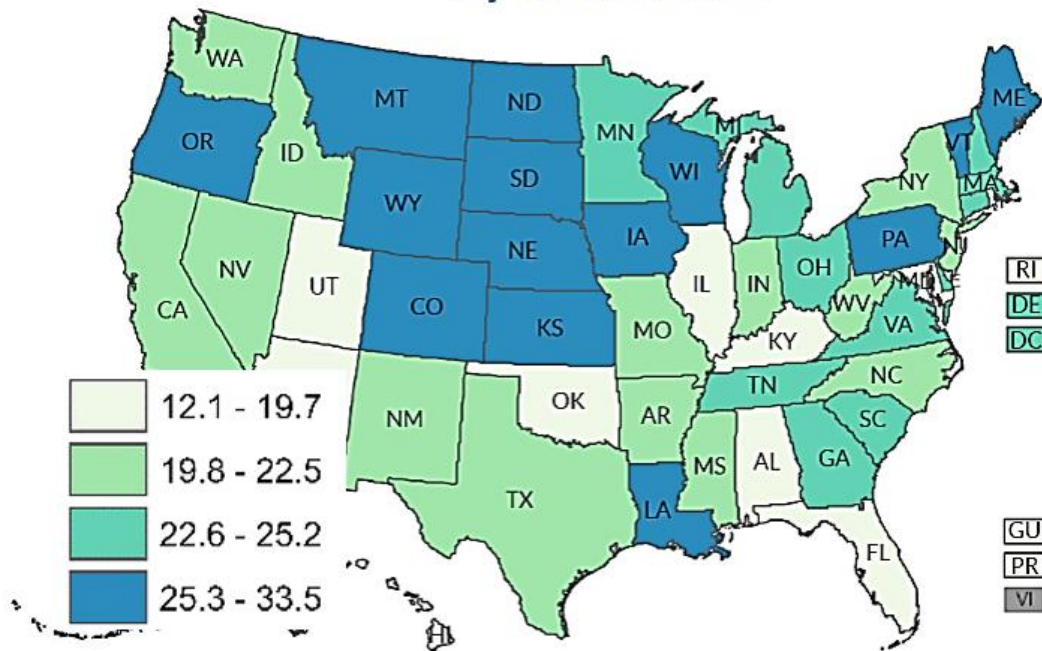 WA
MT
ND
MN
MI
ME
OR
ID
SD
WI
VT
NY
MA
WY
NE
IA
PA
NJ
NV
UT
CO
KS
IL
IN
OH
MD
RI
CA
MO
WV
VA
DE
KY
DC
OK
TN
NC
NM
AR
SC
MS
AL
GA
TX
LA
FL
HI
12.1 - 19.7
19.8 - 22.5
22.6 - 25.2
25.3 - 33.5
GU
PR
VI